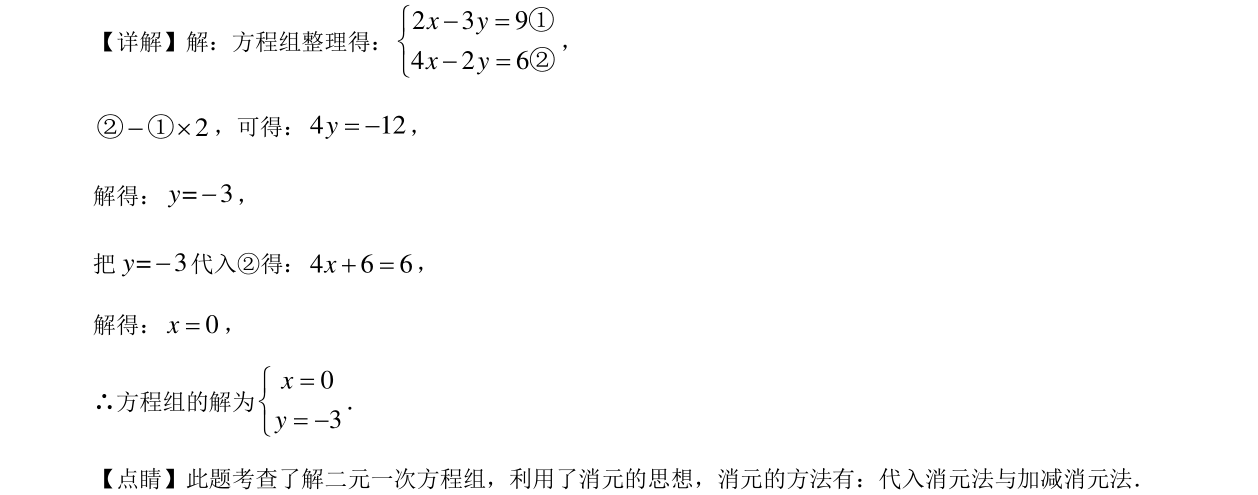 【详解】解：方程组整理得：{2x−3y=9①
4x−2y=6②，
②−①×2，可得：4y=−12，
解得：y=−3，
把y=−3代入②得：4x+6=6，
解得：x=0，
∴方程组的解为{x=0
y=−3．
【点睛】此题考查了解二元一次方程组，利用了消元的思想，消元的方法有：代入消元法与加减消元法．